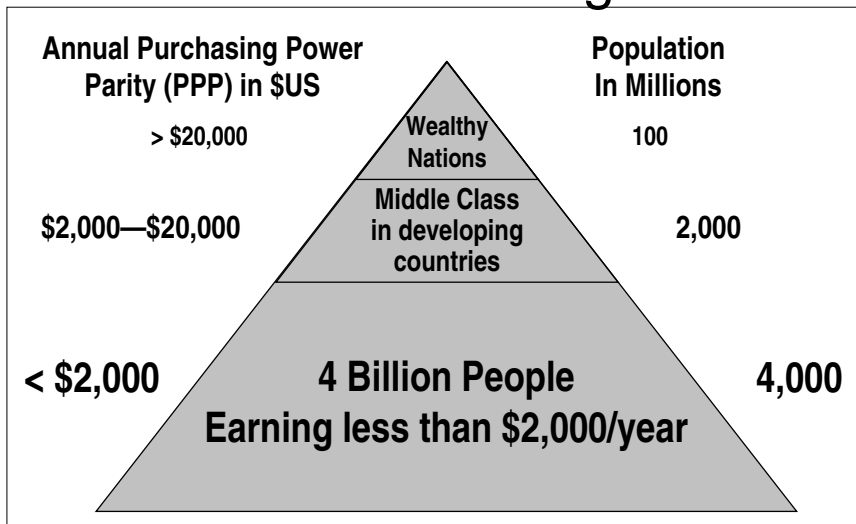 Annual Purchasing Power
Parity (PPP) in $US
Population
In Millions
> $20,000
Wealthy
Nations
100
$2,000—$20,000
Middle Class
in developing
countries
2,000
< $2,000
4 Billion People
Earning less than $2,000/year
4,000